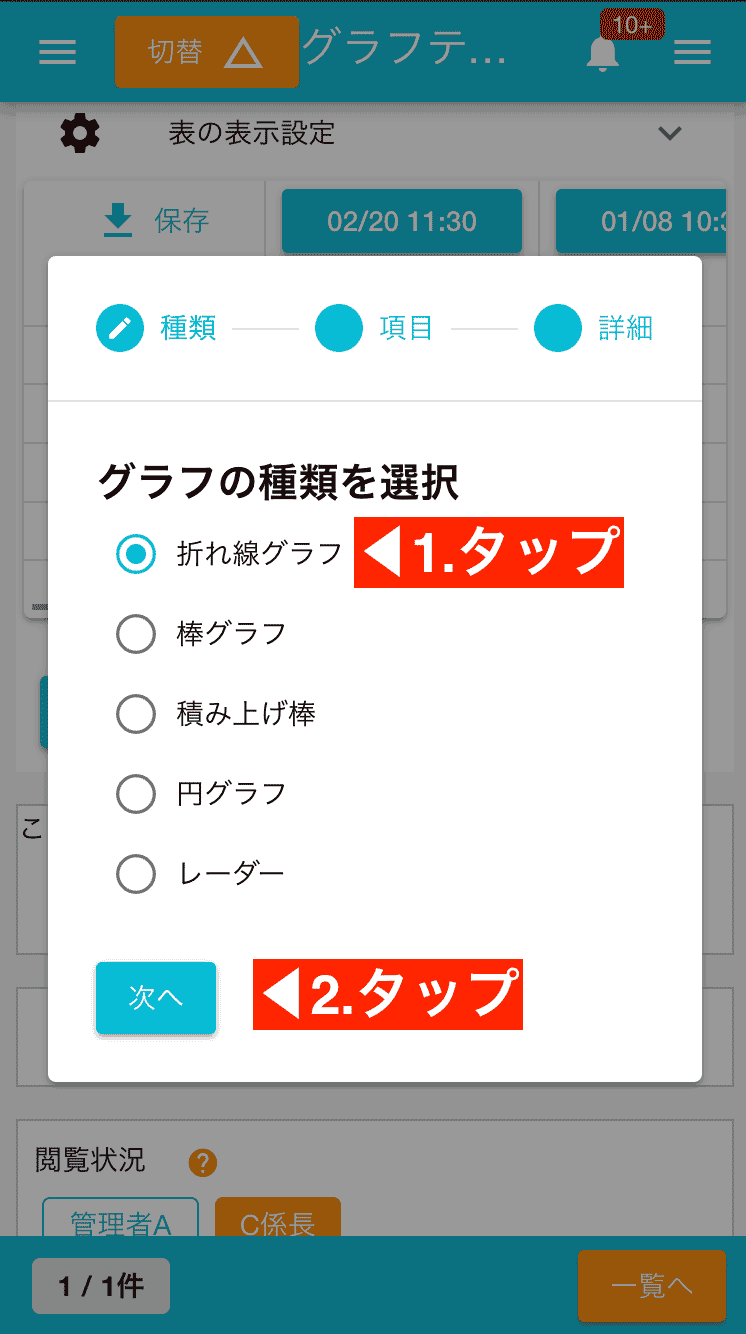 切替 △ グラフテ... 10+
表の表示設定
保存 02/20 11:30 01/08 10:3
種類 項目 詳細
グラフの種類を選択
折れ線グラフ ◀1.タップ
棒グラフ
積み上げ棒
円グラフ
レーダー
次へ ◀2.タップ
こ
閲覧状況 ?
管理者A C係長
1 / 1件 一覧へ